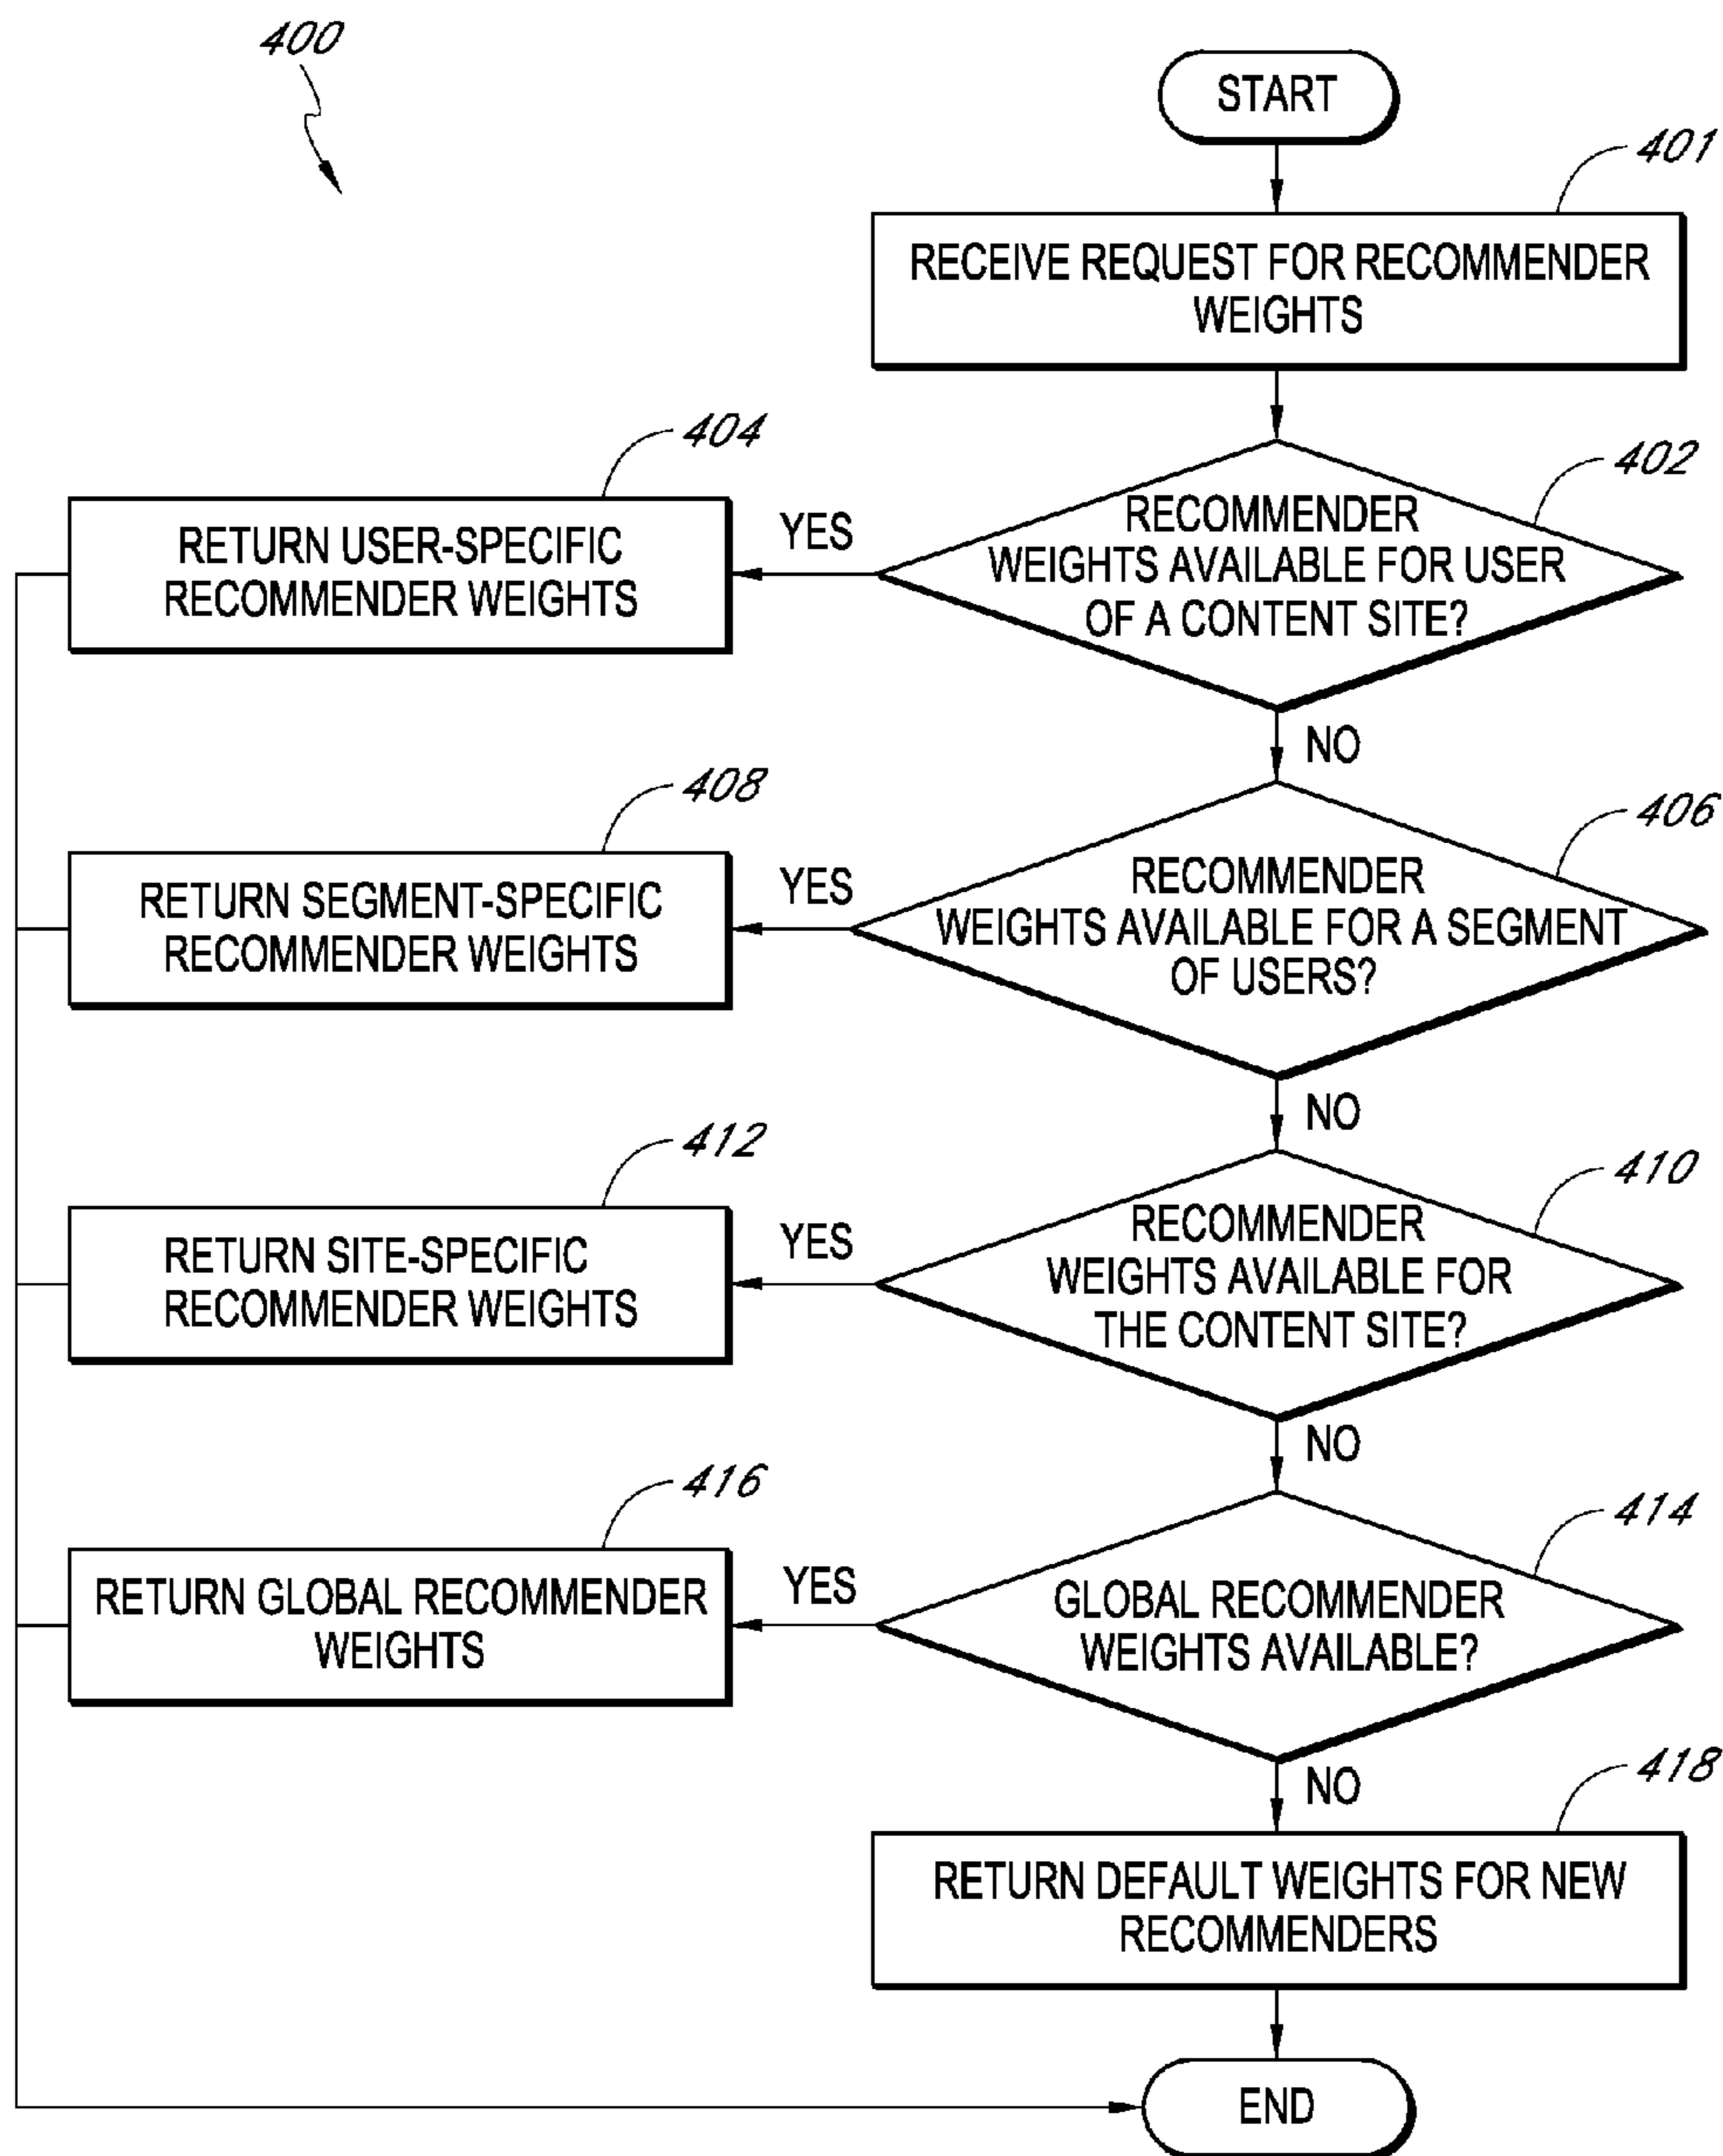 400
START
401
RECEIVE REQUEST FOR RECOMMENDER
WEIGHTS
402
RECOMMENDER
WEIGHTS AVAILABLE FOR USER
OF A CONTENT SITE?
YES
404
RETURN USER-SPECIFIC
RECOMMENDER WEIGHTS
NO
406
RECOMMENDER
WEIGHTS AVAILABLE FOR A SEGMENT
OF USERS?
YES
408
RETURN SEGMENT-SPECIFIC
RECOMMENDER WEIGHTS
NO
410
RECOMMENDER
WEIGHTS AVAILABLE FOR
THE CONTENT SITE?
YES
412
RETURN SITE-SPECIFIC
RECOMMENDER WEIGHTS
NO
414
GLOBAL RECOMMENDER
WEIGHTS AVAILABLE?
YES
416
RETURN GLOBAL RECOMMENDER
WEIGHTS
NO
418
RETURN DEFAULT WEIGHTS FOR NEW
RECOMMENDERS
END